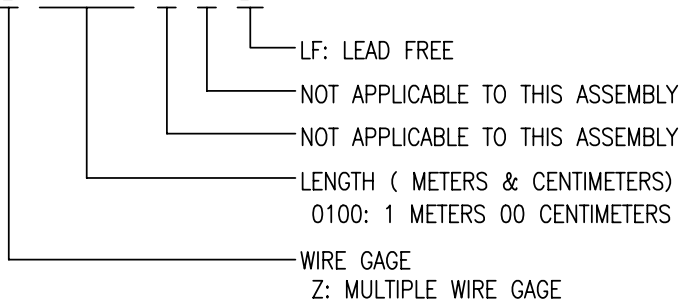 LF: LEAD FREE
NOT APPLICABLE TO THIS ASSEMBLY
NOT APPLICABLE TO THIS ASSEMBLY
LENGTH ( METERS & CENTIMETERS)
0100: 1 METERS 00 CENTIMETERS
WIRE GAGE
Z: MULTIPLE WIRE GAGE